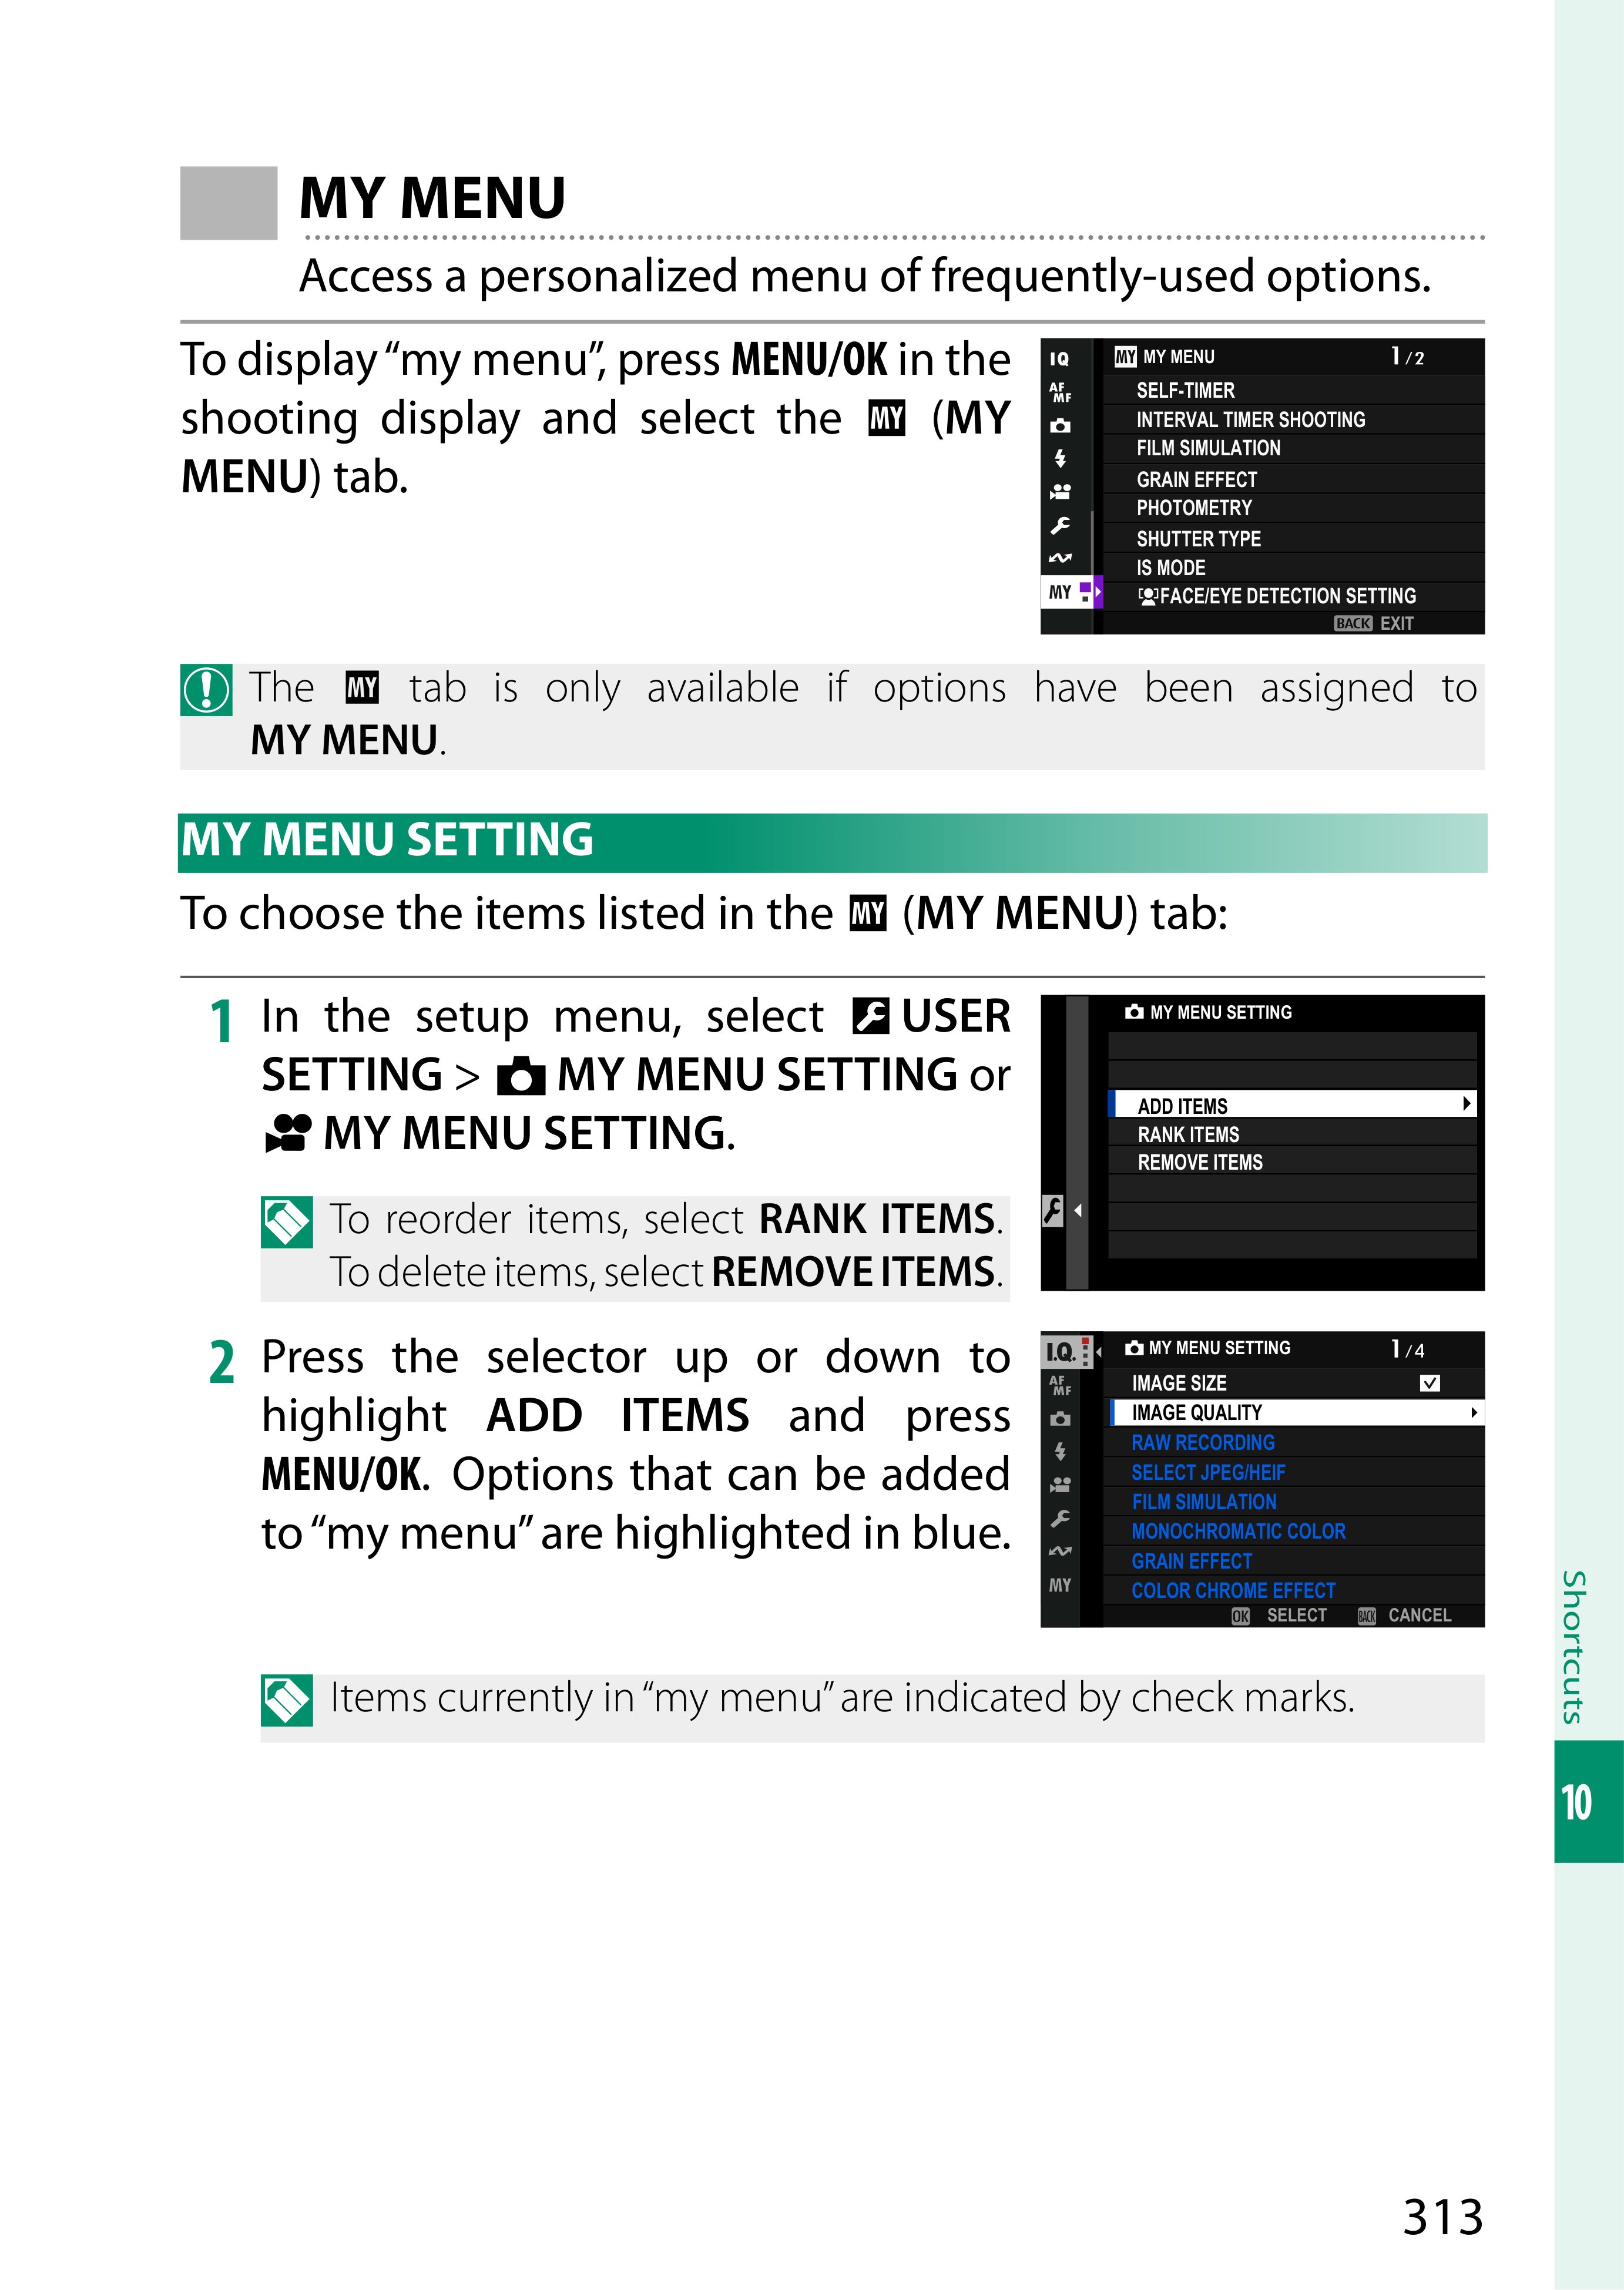 MY MENU
Access a personalized menu of frequently-used options.
To display “my menu”, press MENU/OK in the
shooting display and select the MY (MY
MENU) tab.
IQ
AF
MF
MY
MY MY MENU 1/2
SELF-TIMER
INTERVAL TIMER SHOOTING
FILM SIMULATION
GRAIN EFFECT
PHOTOMETRY
SHUTTER TYPE
IS MODE
FACE/EYE DETECTION SETTING
BACK EXIT
The MY tab is only available if options have been assigned to
MY MENU.
MY MENU SETTING
To choose the items listed in the MY (MY MENU) tab:
1 In the setup menu, select USER
SETTING > MY MENU SETTING or
MY MENU SETTING.
To reorder items, select RANK ITEMS.
To delete items, select REMOVE ITEMS.
MY MENU SETTING
ADD ITEMS
RANK ITEMS
REMOVE ITEMS
2 Press the selector up or down to
highlight ADD ITEMS and press
MENU/OK. Options that can be added
to “my menu” are highlighted in blue.
I.Q.
AF
MF
MY
MY MENU SETTING 1/4
IMAGE SIZE
IMAGE QUALITY
RAW RECORDING
SELECT JPEG/HEIF
FILM SIMULATION
MONOCHROMATIC COLOR
GRAIN EFFECT
COLOR CHROME EFFECT
OK SELECT BACK CANCEL
Items currently in “my menu” are indicated by check marks.
Shortcuts
10
313